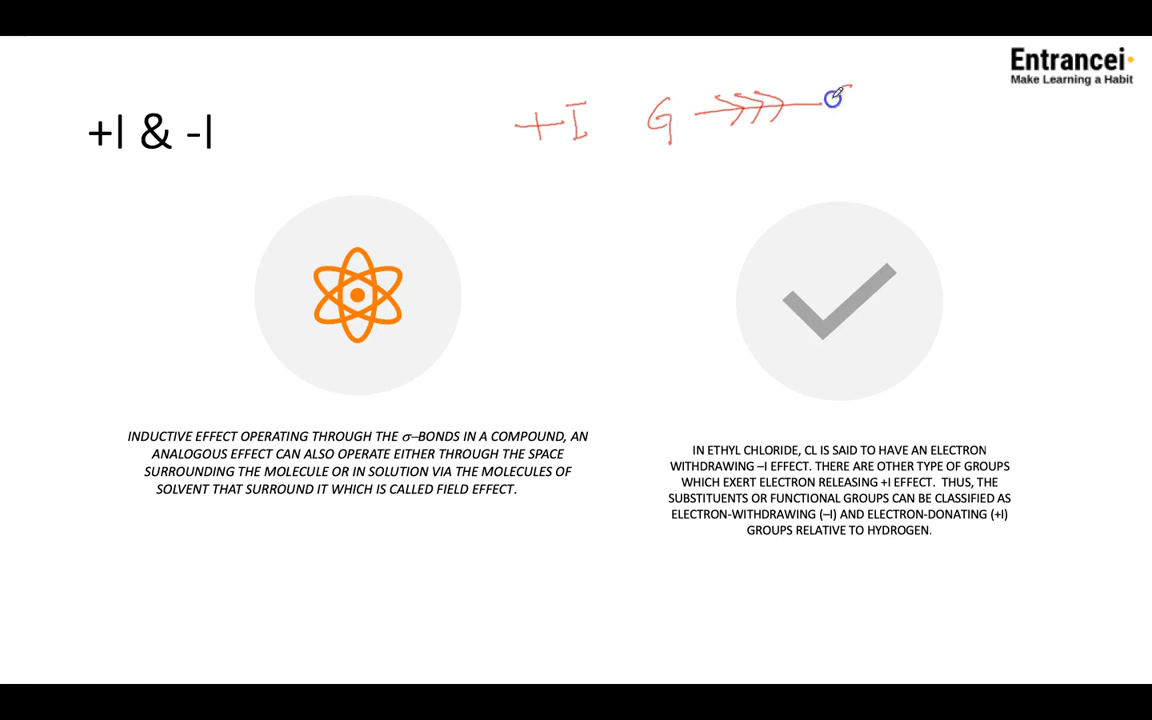 Entrancei
Make Learning a Habit
+I G
+I & -I
INDUCTIVE EFFECT OPERATING THROUGH THE σ–BONDS IN A COMPOUND, AN
ANALOGOUS EFFECT CAN ALSO OPERATE EITHER THROUGH THE SPACE
SURROUNDING THE MOLECULE OR IN SOLUTION VIA THE MOLECULES OF
SOLVENT THAT SURROUND IT WHICH IS CALLED FIELD EFFECT.
IN ETHYL CHLORIDE, CL IS SAID TO HAVE AN ELECTRON
WITHDRAWING –I EFFECT. THERE ARE OTHER TYPE OF GROUPS
WHICH EXERT ELECTRON RELEASING +I EFFECT. THUS, THE
SUBSTITUENTS OR FUNCTIONAL GROUPS CAN BE CLASSIFIED AS
ELECTRON-WITHDRAWING (–I) AND ELECTRON-DONATING (+I)
GROUPS RELATIVE TO HYDROGEN.